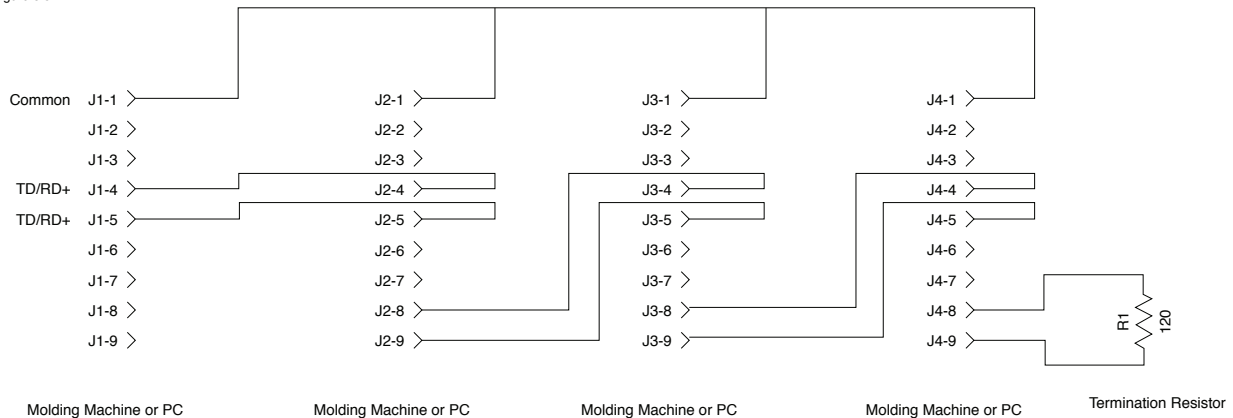 Common J1-1 J2-1 J3-1 J4-1
J1-2 J2-2 J3-2 J4-2
J1-3 J2-3 J3-3 J4-3
TD/RD+ J1-4 J2-4 J3-4 J4-4
TD/RD+ J1-5 J2-5 J3-5 J4-5
J1-6 J2-6 J3-6 J4-6
J1-7 J2-7 J3-7 J4-7
J1-8 J2-8 J3-8 J4-8
J1-9 J2-9 J3-9 J4-9
R1
120
Molding Machine or PC Molding Machine or PC Molding Machine or PC Molding Machine or PC Termination Resistor